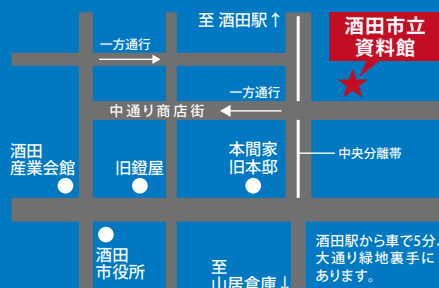 至 酒田駅↑
酒田市立
資料館
一方通行
一方通行
中通り商店街
酒田
産業会館
旧鐙屋
本間家
旧本邸
中央分離帯
酒田
市役所
至
山居倉庫↓
酒田駅から車で5分、
大通り緑地裏手に
あります。